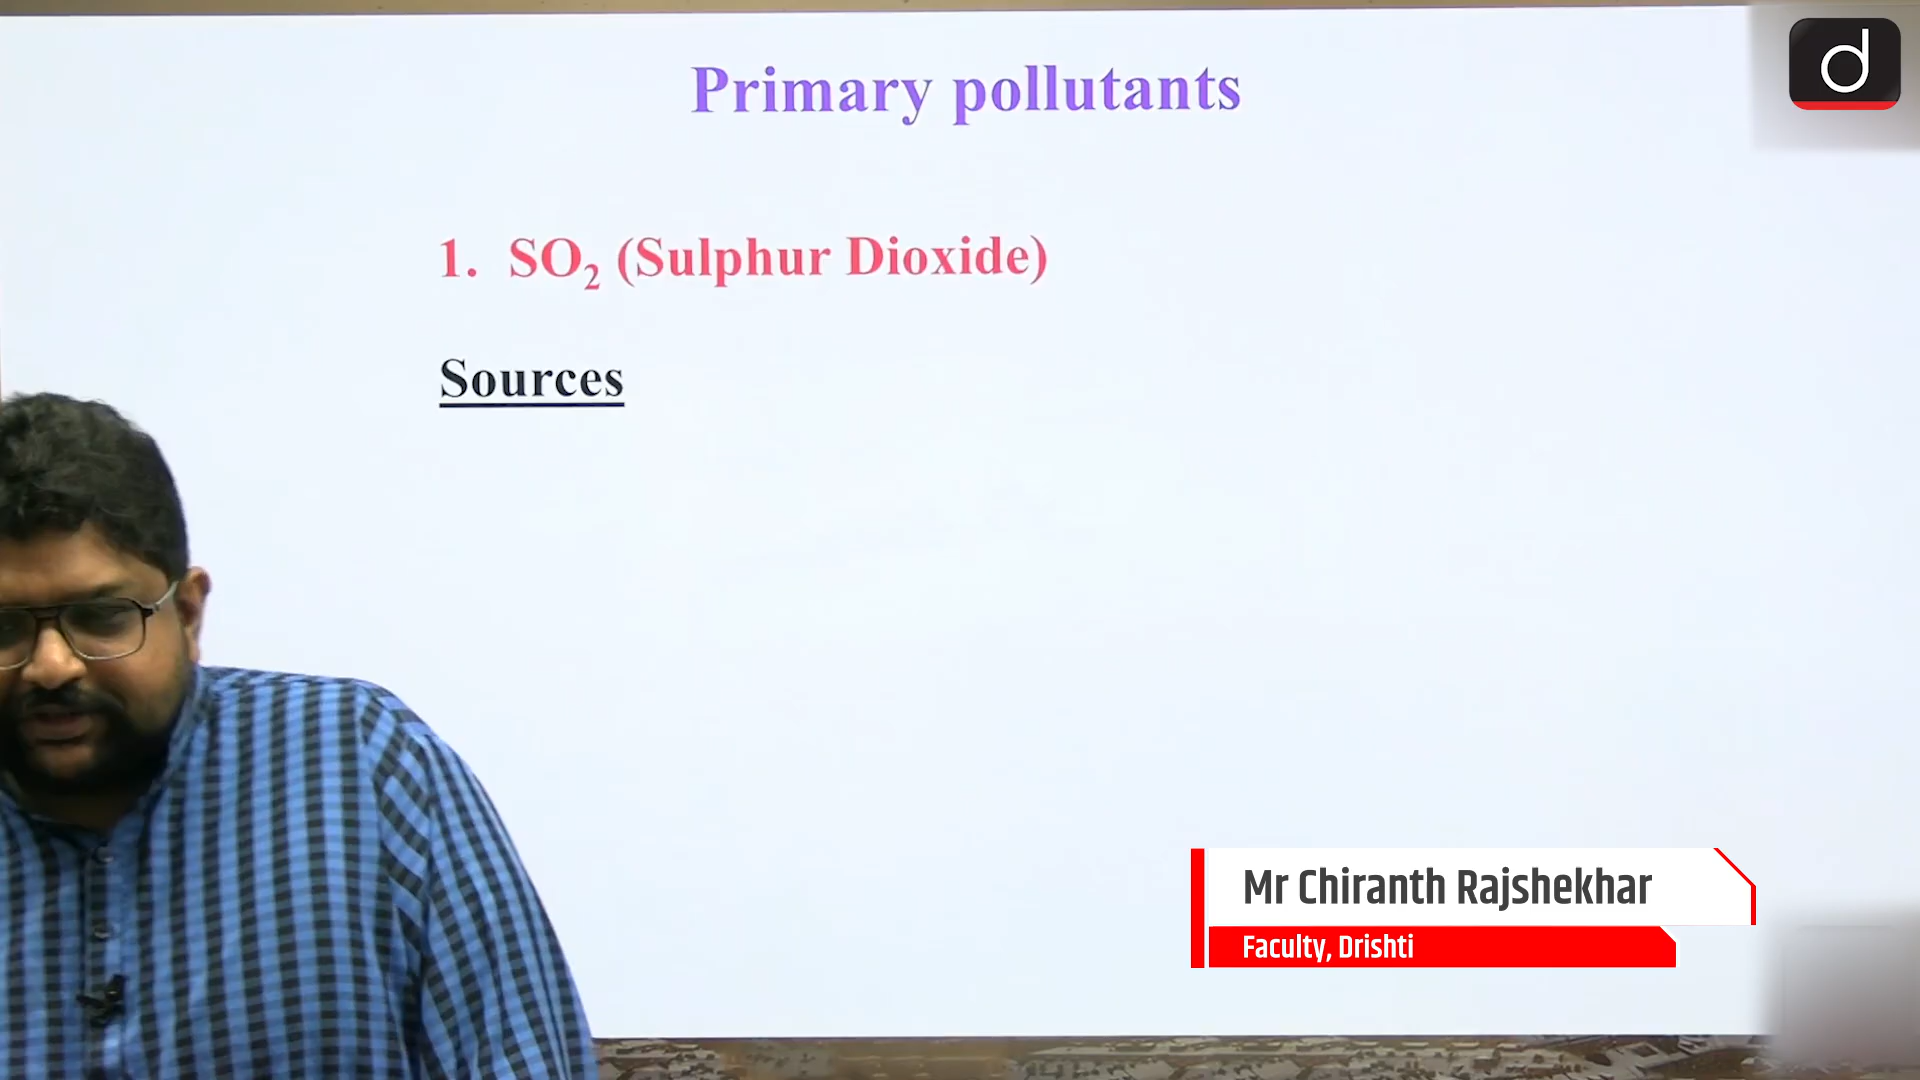 Primary pollutants
d
1. SO₂ (Sulphur Dioxide)
Sources
Mr Chiranth Rajshekhar
Faculty, Drishti